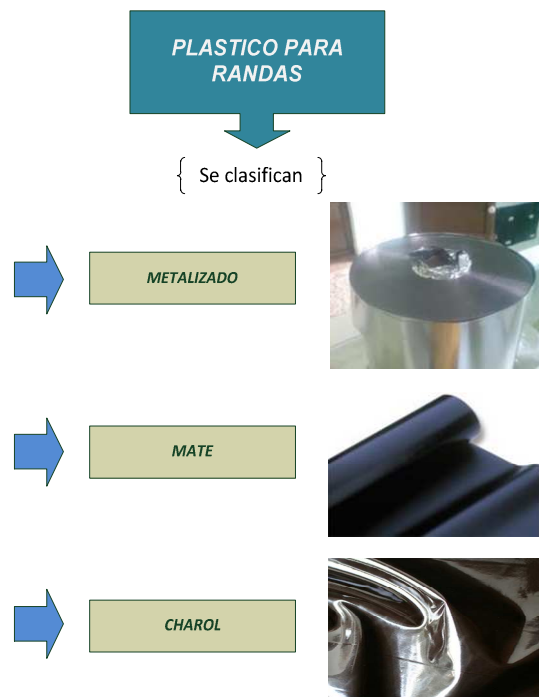 PLASTICO PARA
RANDAS
Se clasifican
METALIZADO
MATE
CHAROL